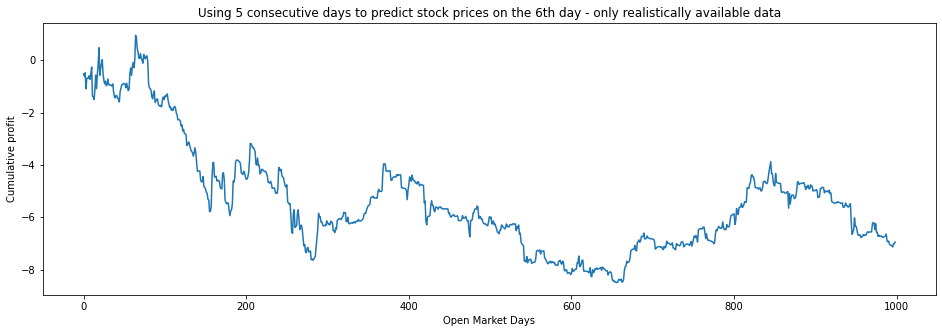 Using 5 consecutive days to predict stock prices on the 6th day - only realistically available data
Cumulative profit
0
−2
−4
−6
−8
0 200 400 600 800 1000
Open Market Days